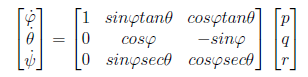 [φ̇] = [1 sinφtanθ cosφtanθ] [p]
[θ̇] = [0 cosφ −sinφ] [q]
[ψ̇] = [0 sinφsecθ cosφsecθ] [r]